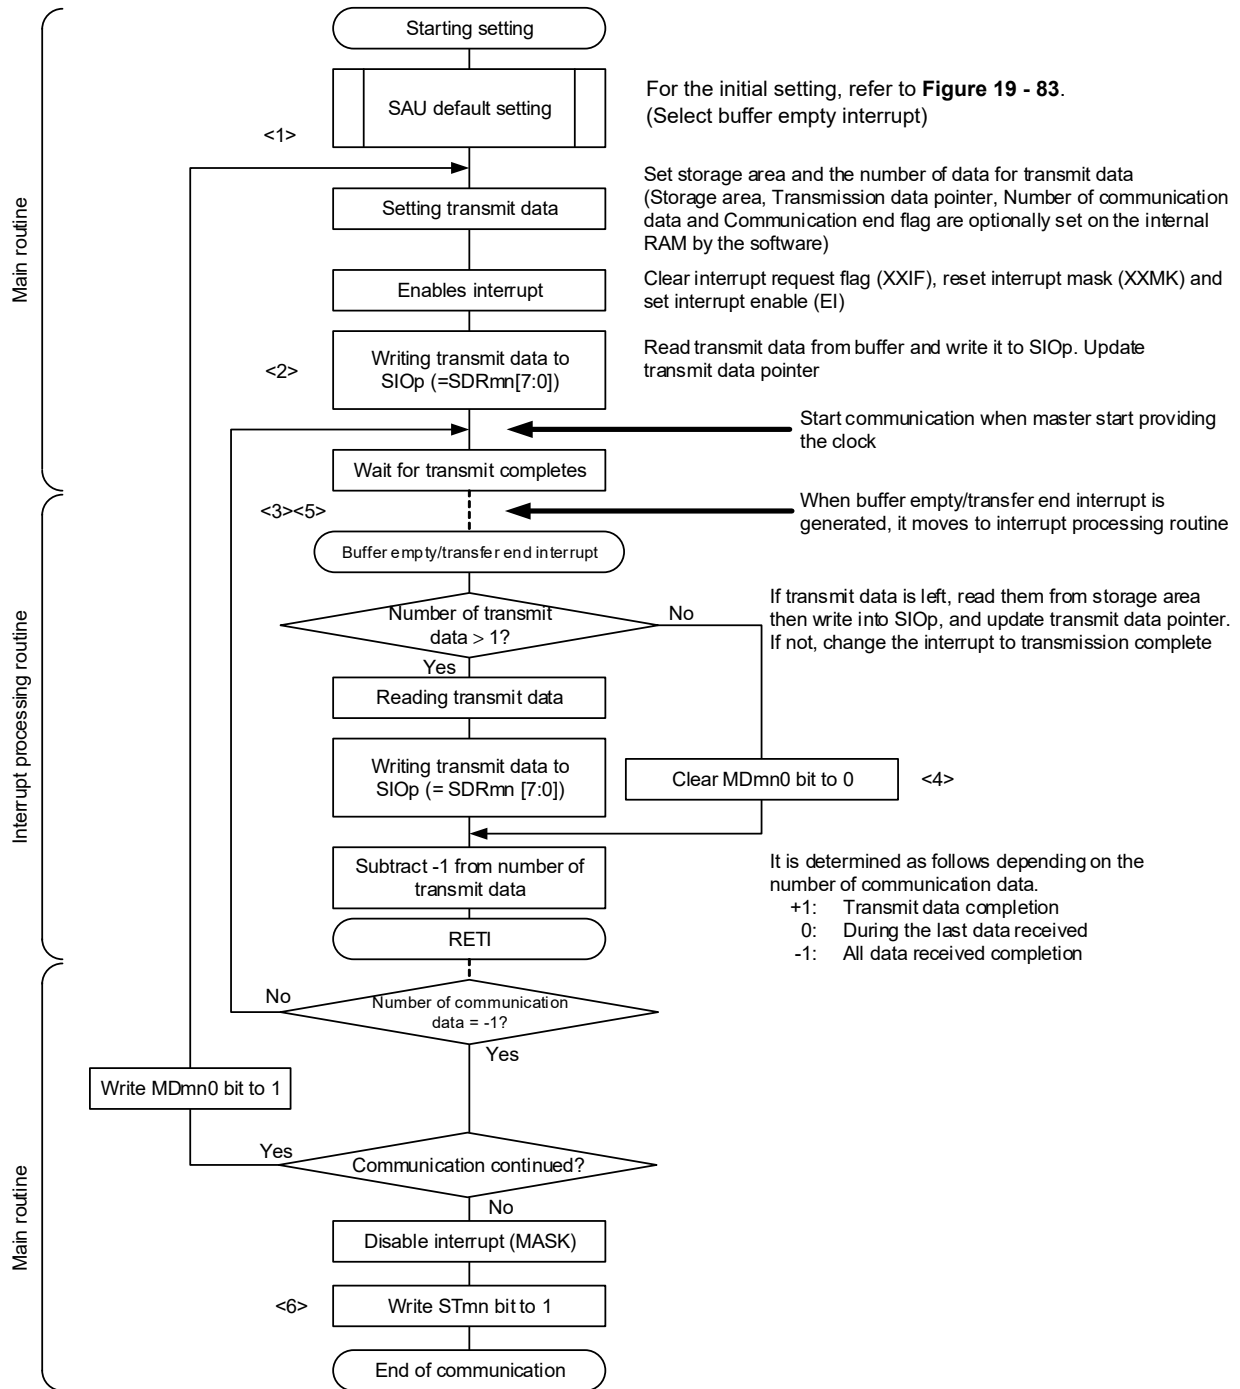 Main routine
Starting setting
SAU default setting
For the initial setting, refer to Figure 19 - 83.
(Select buffer empty interrupt)
<1>
Setting transmit data
Set storage area and the number of data for transmit data
(Storage area, Transmission data pointer, Number of communication
data and Communication end flag are optionally set on the internal
RAM by the software)
Enables interrupt
Clear interrupt request flag (XXIF), reset interrupt mask (XXMK) and
set interrupt enable (EI)
<2>
Writing transmit data to
SIOp (=SDRmn[7:0])
Read transmit data from buffer and write it to SIOp. Update
transmit data pointer
Start communication when master start providing
the clock
Wait for transmit completes
Interrupt processing routine
<3><5>
When buffer empty/transfer end interrupt is
generated, it moves to interrupt processing routine
Buffer empty/transfer end interrupt
Number of transmit
data > 1?
No
Yes
If transmit data is left, read them from storage area
then write into SIOp, and update transmit data pointer.
If not, change the interrupt to transmission complete
Reading transmit data
Writing transmit data to
SIOp (= SDRmn [7:0])
Clear MDmn0 bit to 0
<4>
Subtract -1 from number of
transmit data
It is determined as follows depending on the
number of communication data.
+1: Transmit data completion
0: During the last data received
-1: All data received completion
RETI
Main routine
No
Number of communication
data = -1?
Yes
Write MDmn0 bit to 1
Yes
Communication continued?
No
Disable interrupt (MASK)
<6>
Write STmn bit to 1
End of communication